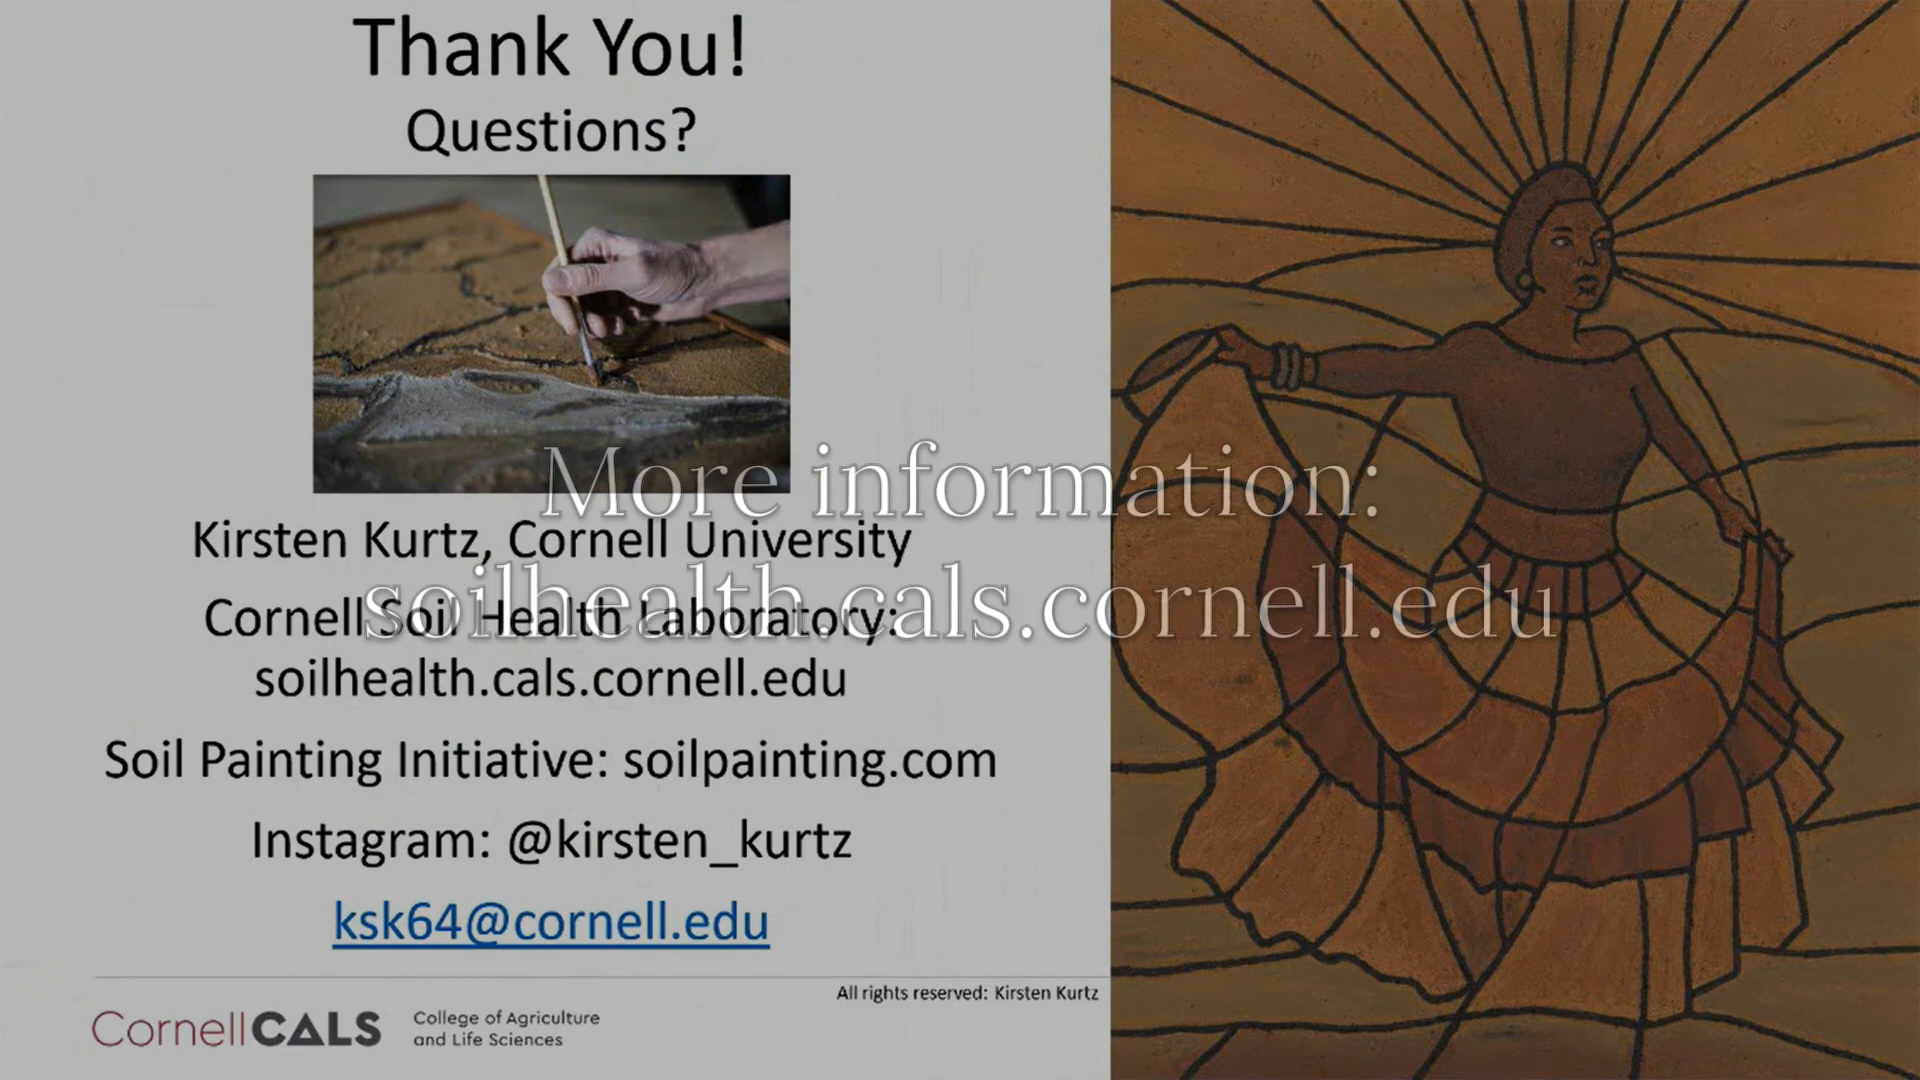 Thank You!
Questions?
More information:
Kirsten Kurtz, Cornell University
soilhealth.cals.cornell.edu
Cornell Soil Health Laboratory:
soilhealth.cals.cornell.edu
Soil Painting Initiative: soilpainting.com
Instagram: @kirsten_kurtz
ksk64@cornell.edu
All rights reserved: Kirsten Kurtz
CornellCALS
College of Agriculture
and Life Sciences